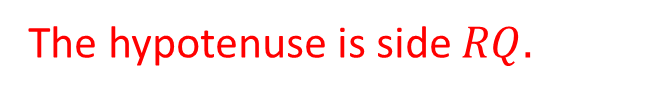 The hypotenuse is side RQ.